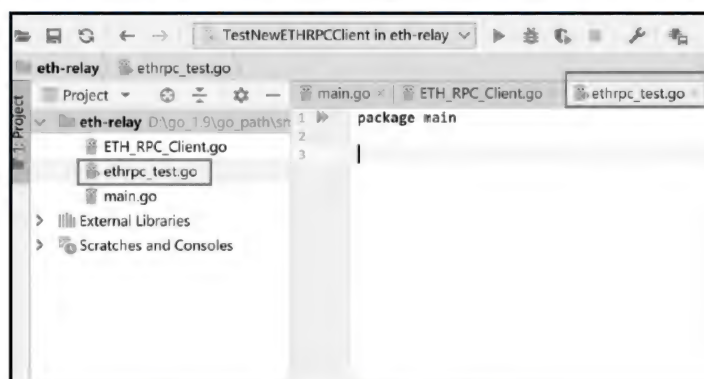 TestNewETHRPCClient in eth-relay
eth-relay ethrpc_test.go
1: Project
Project
main.go ETH_RPC_Client.go ethrpc_test.go
eth-relay D:\go_1.9\go_path\sr
ETH_RPC_Client.go
ethrpc_test.go
main.go
External Libraries
Scratches and Consoles
1 package main
2
3